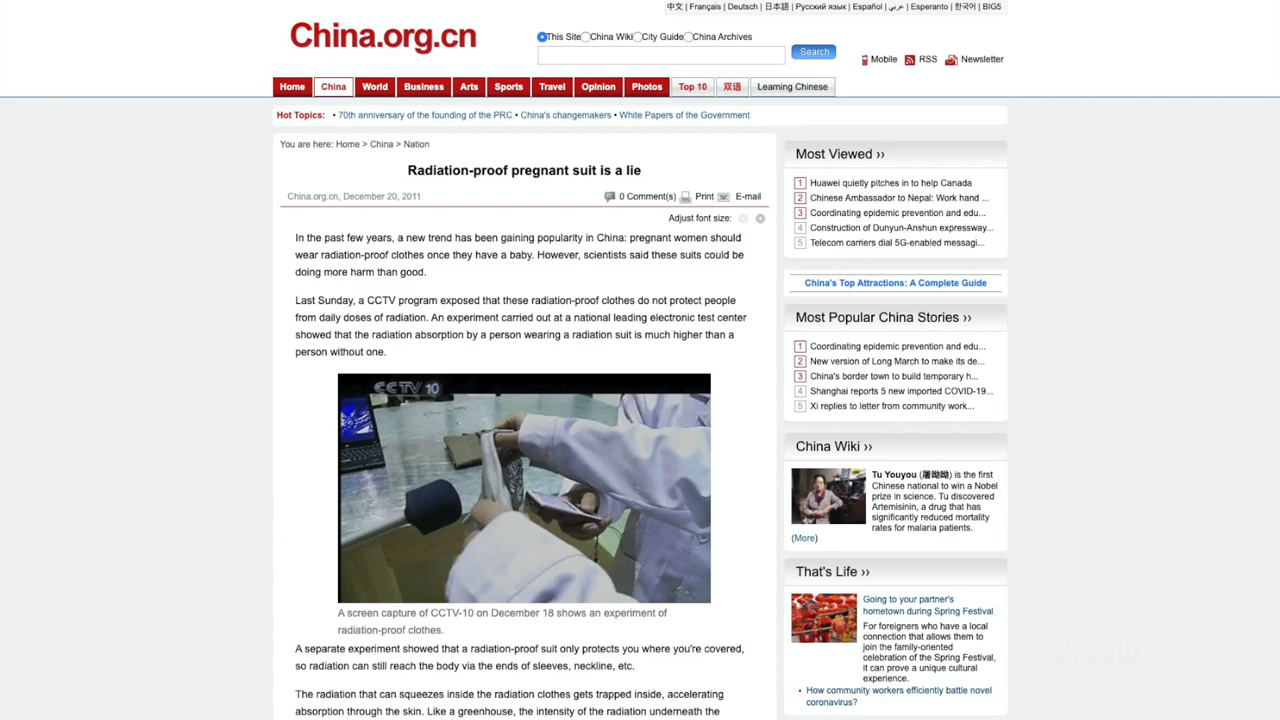 中文 | Français | Deutsch | 日本語 | Русский язык | Español | عربي | Esperanto | 한국어 | BIG5
China.org.cn
This Site China Wiki City Guide China Archives
Search
Mobile RSS Newsletter
Home China World Business Arts Sports Travel Opinion Photos Top 10 双语 Learning Chinese
Hot Topics: • 70th anniversary of the founding of the PRC • China's changemakers • White Papers of the Government
You are here: Home > China > Nation
Radiation-proof pregnant suit is a lie
China.org.cn, December 20, 2011
0 Comment(s) Print E-mail
Adjust font size:
In the past few years, a new trend has been gaining popularity in China: pregnant women should
wear radiation-proof clothes once they have a baby. However, scientists said these suits could be
doing more harm than good.
Last Sunday, a CCTV program exposed that these radiation-proof clothes do not protect people
from daily doses of radiation. An experiment carried out at a national leading electronic test center
showed that the radiation absorption by a person wearing a radiation suit is much higher than a
person without one.
CCTV 10
A screen capture of CCTV-10 on December 18 shows an experiment of
radiation-proof clothes.
A separate experiment showed that a radiation-proof suit only protects you where you're covered,
so radiation can still reach the body via the ends of sleeves, neckline, etc.
The radiation that can squeezes inside the radiation clothes gets trapped inside, accelerating
absorption through the skin. Like a greenhouse, the intensity of the radiation underneath the
Most Viewed ››
1 Huawei quietly pitches in to help Canada
2 Chinese Ambassador to Nepal: Work hand ...
3 Coordinating epidemic prevention and edu...
4 Construction of Dunyun-Anshun expressway...
5 Telecom carriers dial 5G-enabled messagi...
China's Top Attractions: A Complete Guide
Most Popular China Stories ››
1 Coordinating epidemic prevention and edu...
2 New version of Long March to make its de...
3 China's border town to build temporary h...
4 Shanghai reports 5 new imported COVID-19...
5 Xi replies to letter from community work...
China Wiki ››
Tu Youyou (屠呦呦) is the first
Chinese national to win a Nobel
prize in science. Tu discovered
Artemisinin, a drug that has
significantly reduced mortality
rates for malaria patients.
(More)
That's Life ››
Going to your partner's
hometown during Spring Festival
For foreigners who have a local
connection that allows them to
join the family-oriented
celebration of the Spring Festival,
it can prove a unique cultural
experience.
• How community workers efficiently battle novel
coronavirus?